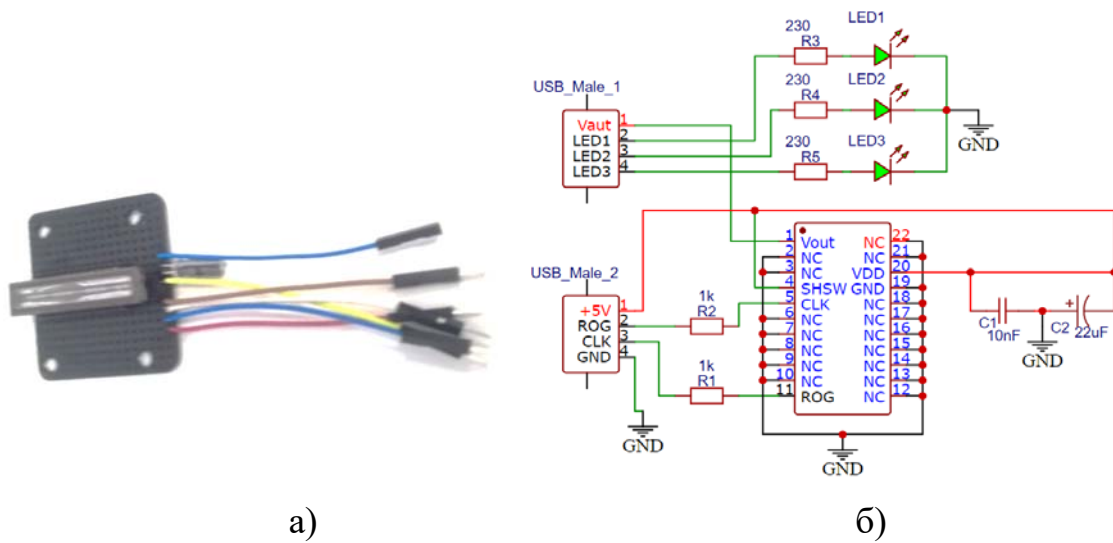 LED1
230
R3
LED2
230
R4
LED3
230
R5
GND
USB_Male_1
Vaut 1
LED1 2
LED2 3
LED3 4
USB_Male_2
+5V 1
ROG 2
CLK 3
GND 4
GND
1k
R2
1k
R1
1 Vout NC 22
2 NC NC 21
3 NC VDD 20
4 SHSW GND 19
5 CLK NC 18
6 NC NC 17
7 NC NC 16
8 NC NC 15
9 NC NC 14
10 NC NC 13
11 ROG NC 12
GND
C1
10nF
+
C2
22uF
GND
а)
б)